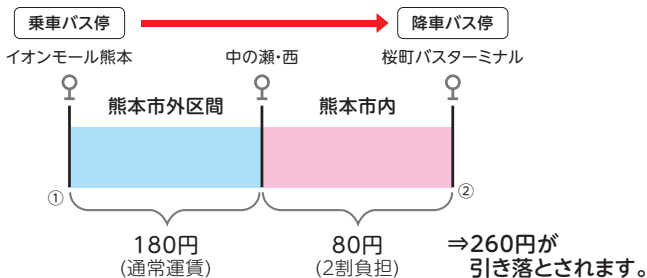 乗車バス停
降車バス停
イオンモール熊本
中の瀬・西
桜町バスターミナル
熊本市外区間
熊本市内
①
②
180円
(通常運賃)
80円
(2割負担)
⇒260円が
引き落とされます。